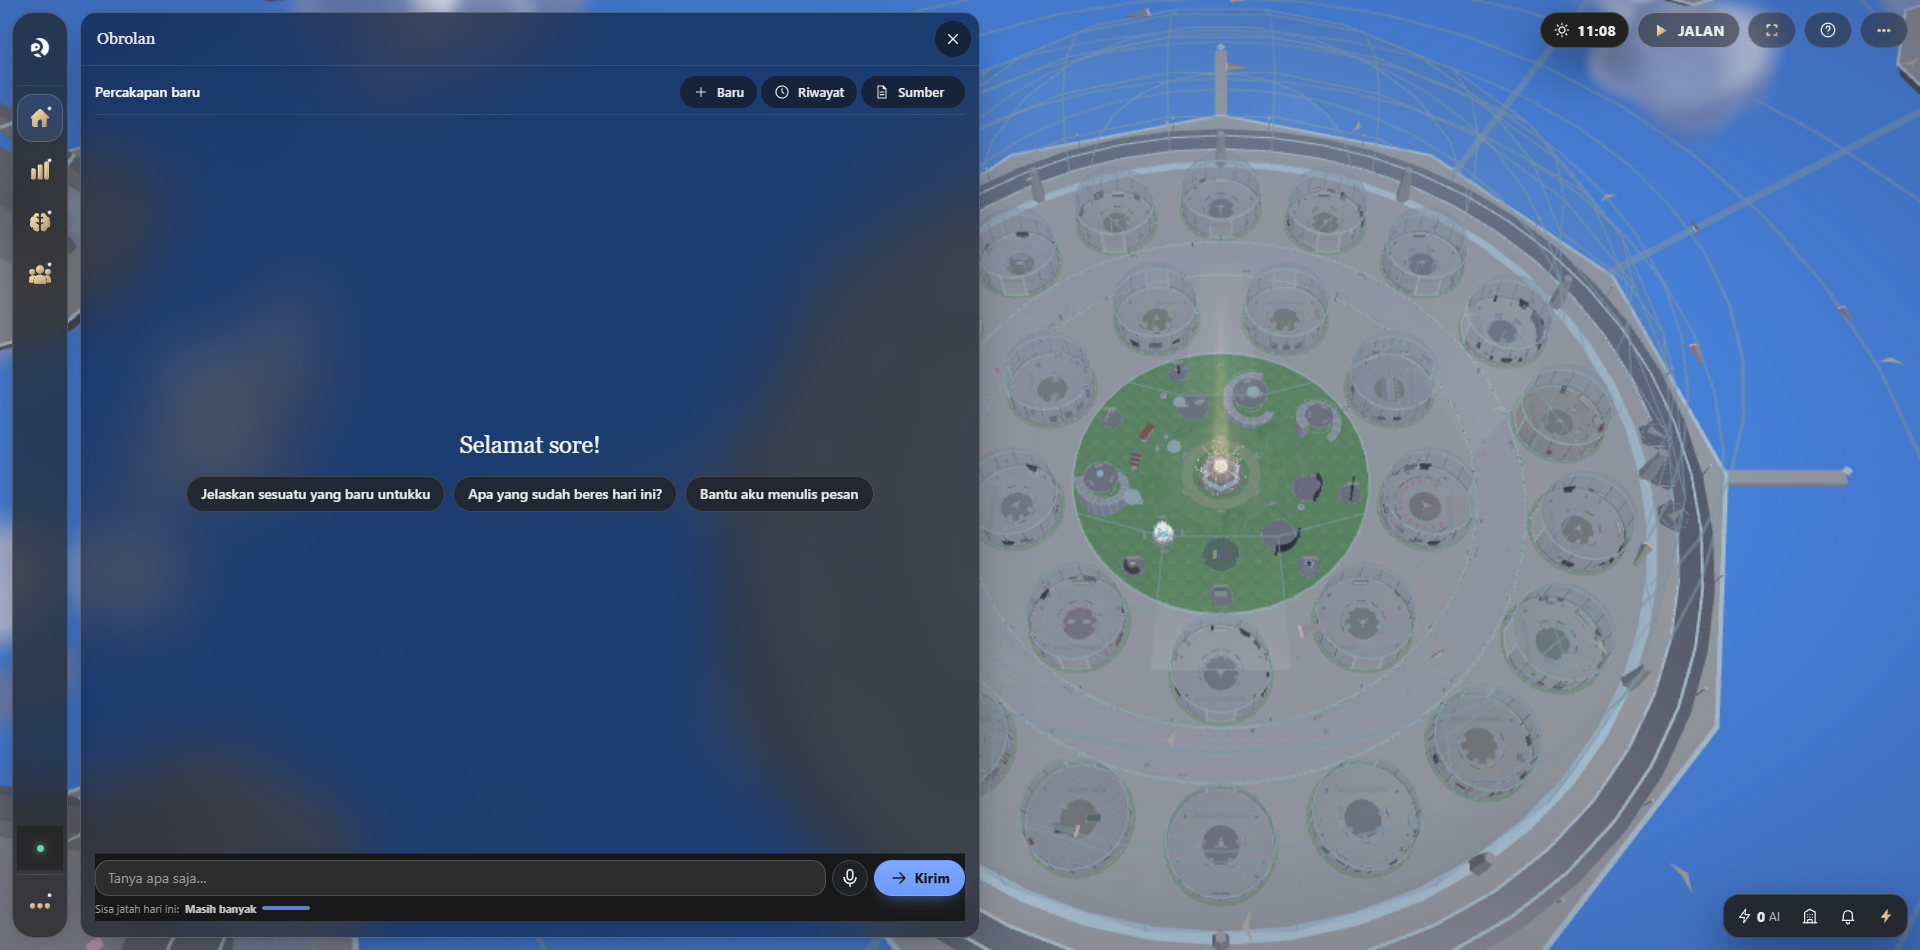 Obrolan
11:08
JALAN
Percakapan baru
Baru
Riwayat
Sumber
Selamat sore!
Jelaskan sesuatu yang baru untukku
Apa yang sudah beres hari ini?
Bantu aku menulis pesan
Tanya apa saja...
Kirim
Sisa jatah hari ini: Masih banyak
0 AI